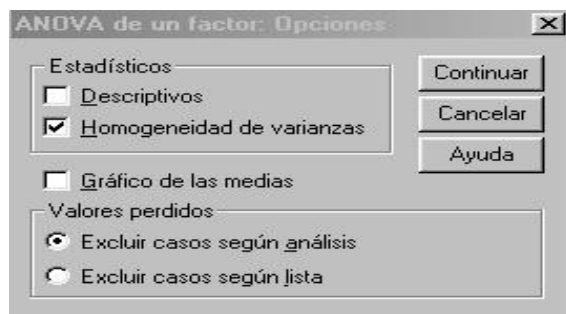 ANOVA de un factor: Opciones
Estadísticos
Descriptivos
Homogeneidad de varianzas
Gráfico de las medias
Valores perdidos
Excluir casos según análisis
Excluir casos según lista
Continuar
Cancelar
Ayuda